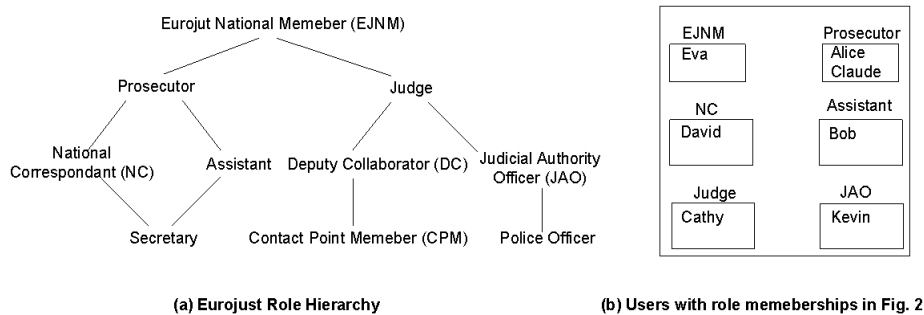 Eurojut National Memeber (EJNM)
Prosecutor
Judge
National
Correspondant (NC)
Assistant
Deputy Collaborator (DC)
Judicial Authority
Officer (JAO)
Secretary
Contact Point Memeber (CPM)
Police Officer
(a) Eurojust Role Hierarchy
EJNM
Eva
Prosecutor
Alice
Claude
NC
David
Assistant
Bob
Judge
Cathy
JAO
Kevin
(b) Users with role memeberships in Fig. 2